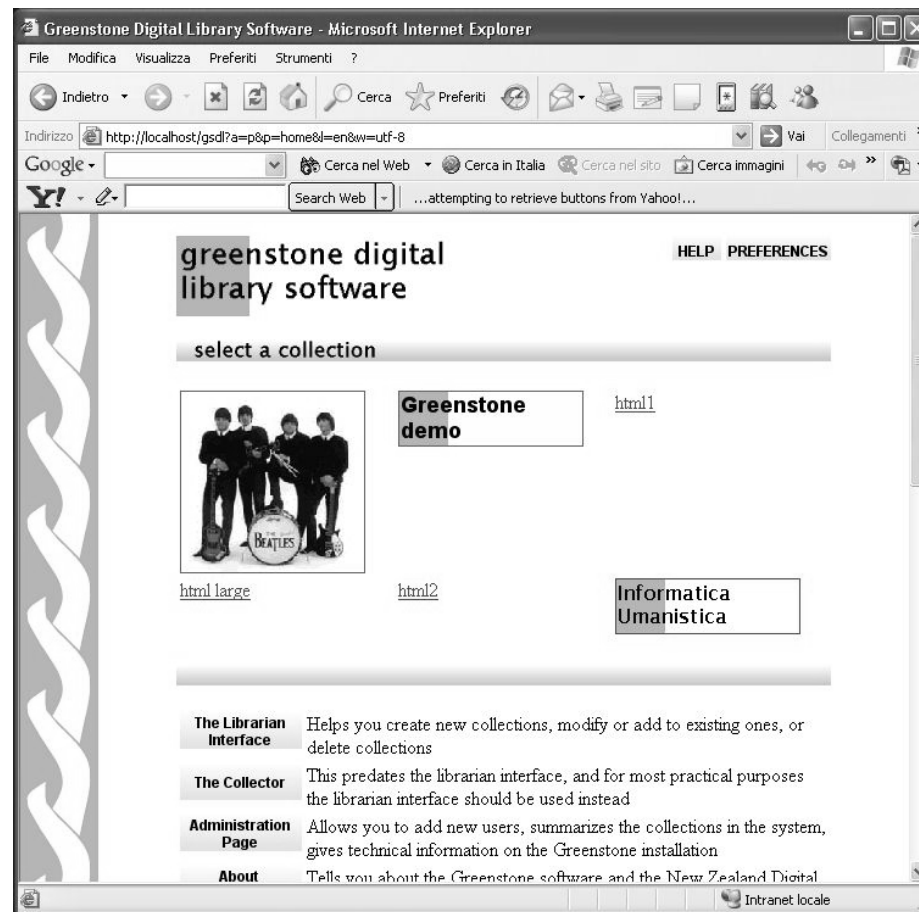 Greenstone Digital Library Software - Microsoft Internet Explorer
File Modifica Visualizza Preferiti Strumenti ?
Indietro Cerca Preferiti
Indirizzo http://localhost/gsdl?a=p&p=home&l=en&w=utf-8 Vai Collegamenti »
Google Cerca nel Web Cerca in Italia Cerca nel sito Cerca immagini »
Y! Search Web ...attempting to retrieve buttons from Yahoo!...
greenstone digital
library software
HELP PREFERENCES
select a collection
THE BEATLES
Greenstone
demo
html1
html large
html2
Informatica
Umanistica
The Librarian
Interface
Helps you create new collections, modify or add to existing ones, or
delete collections
The Collector
This predates the librarian interface, and for most practical purposes
the librarian interface should be used instead
Administration
Page
Allows you to add new users, summarizes the collections in the system,
gives technical information on the Greenstone installation
About
Tells you about the Greenstone software and the New Zealand Digital
Intranet locale